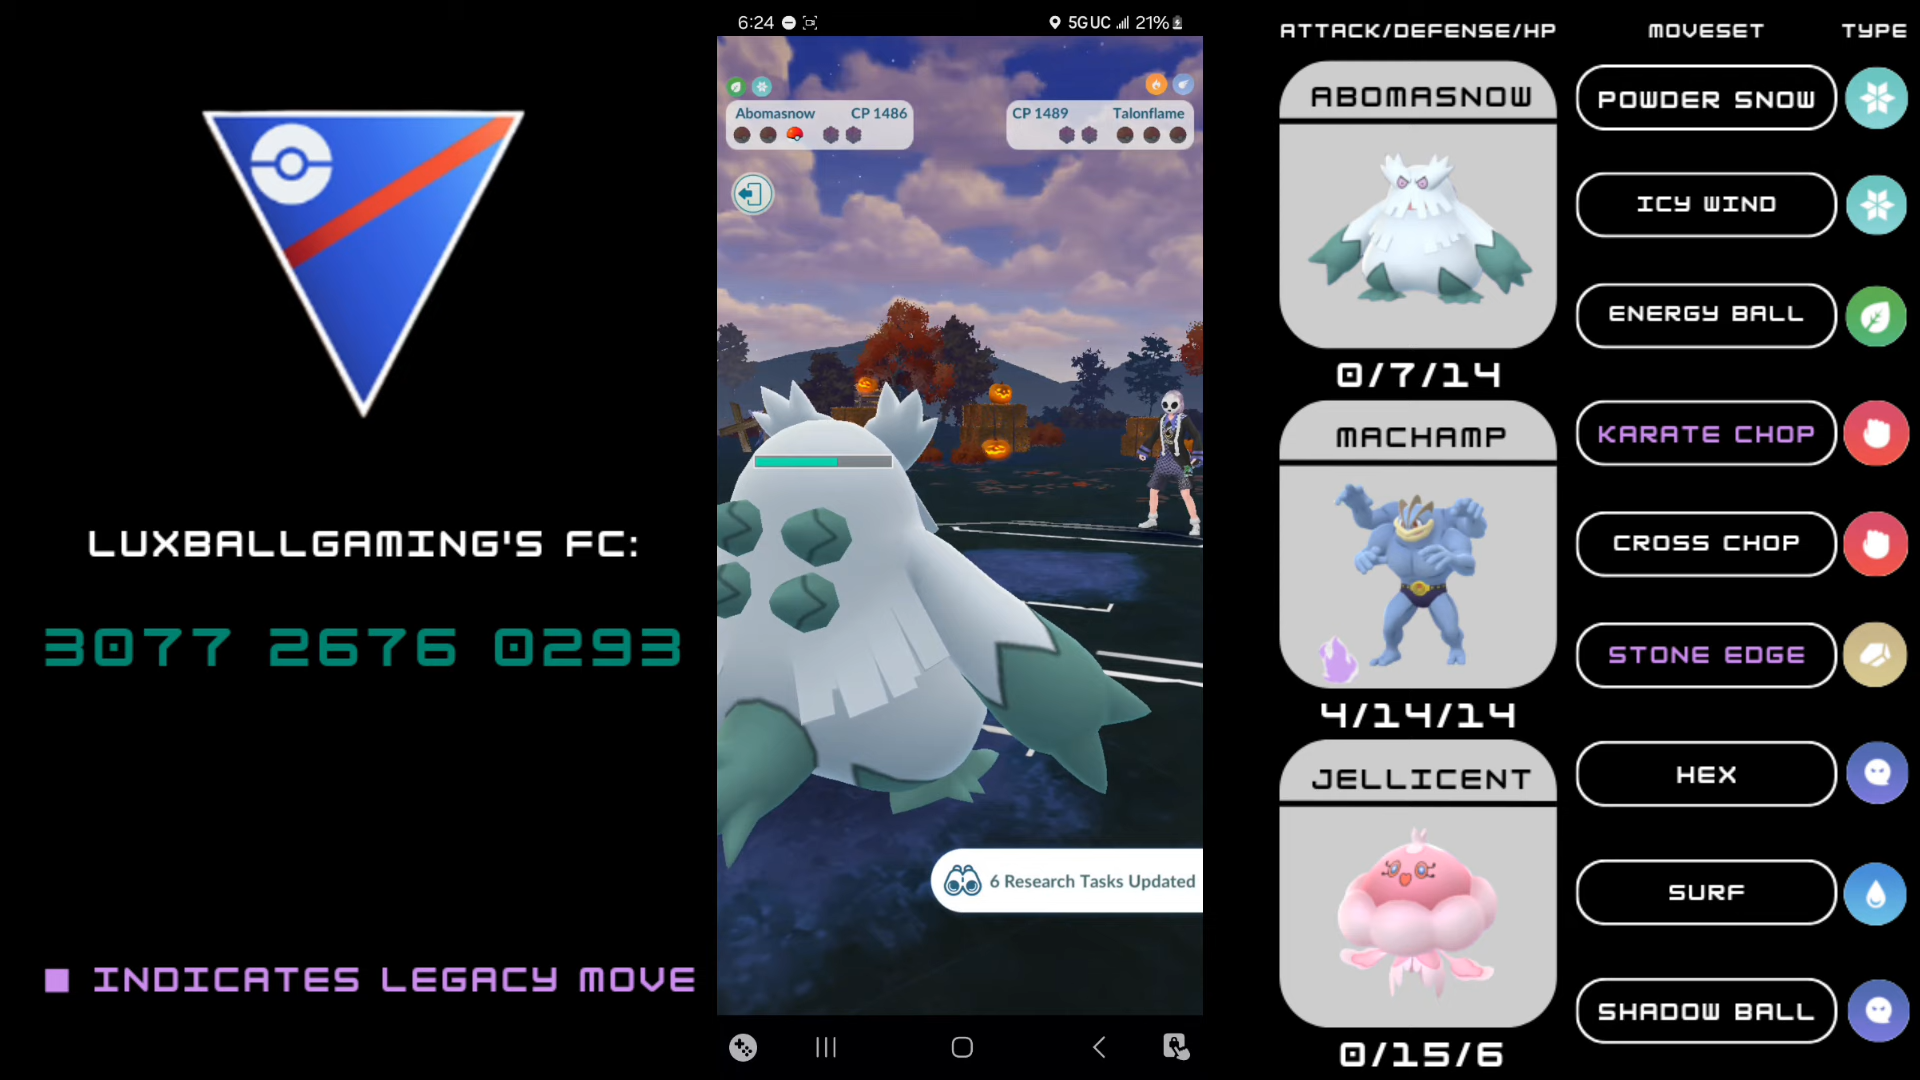 6:24
5G UC 21%
Abomasnow CP 1486
CP 1489 Talonflame
6 Research Tasks Updated
LUXBALLGAMING'S FC:
3077 2676 0293
INDICATES LEGACY MOVE
ATTACK/DEFENSE/HP MOVESET TYPE
ABOMASNOW
POWDER SNOW
ICY WIND
ENERGY BALL
0/7/14
MACHAMP
KARATE CHOP
CROSS CHOP
STONE EDGE
4/14/14
JELLICENT
HEX
SURF
SHADOW BALL
0/15/6